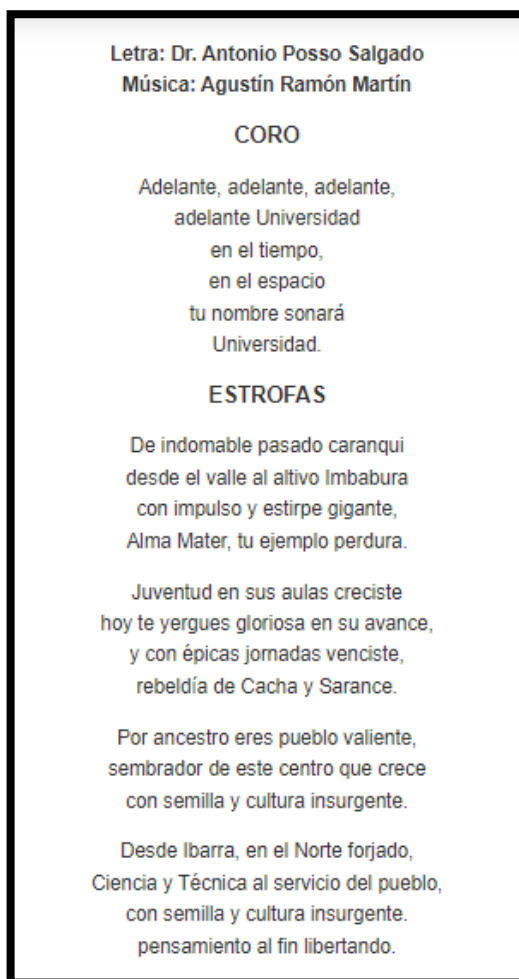 Letra: Dr. Antonio Posso Salgado
Música: Agustín Ramón Martín
CORO
Adelante, adelante, adelante,
adelante Universidad
en el tiempo,
en el espacio
tu nombre sonará
Universidad.
ESTROFAS
De indomable pasado caranqui
desde el valle al altivo Imbabura
con impulso y estirpe gigante,
Alma Mater, tu ejemplo perdura.
Juventud en sus aulas creciste
hoy te yergues gloriosa en su avance,
y con épicas jornadas venciste,
rebeldía de Cacha y Sarance.
Por ancestro eres pueblo valiente,
sembrador de este centro que crece
con semilla y cultura insurgente.
Desde Ibarra, en el Norte forjado,
Ciencia y Técnica al servicio del pueblo,
con semilla y cultura insurgente.
pensamiento al fin libertando.